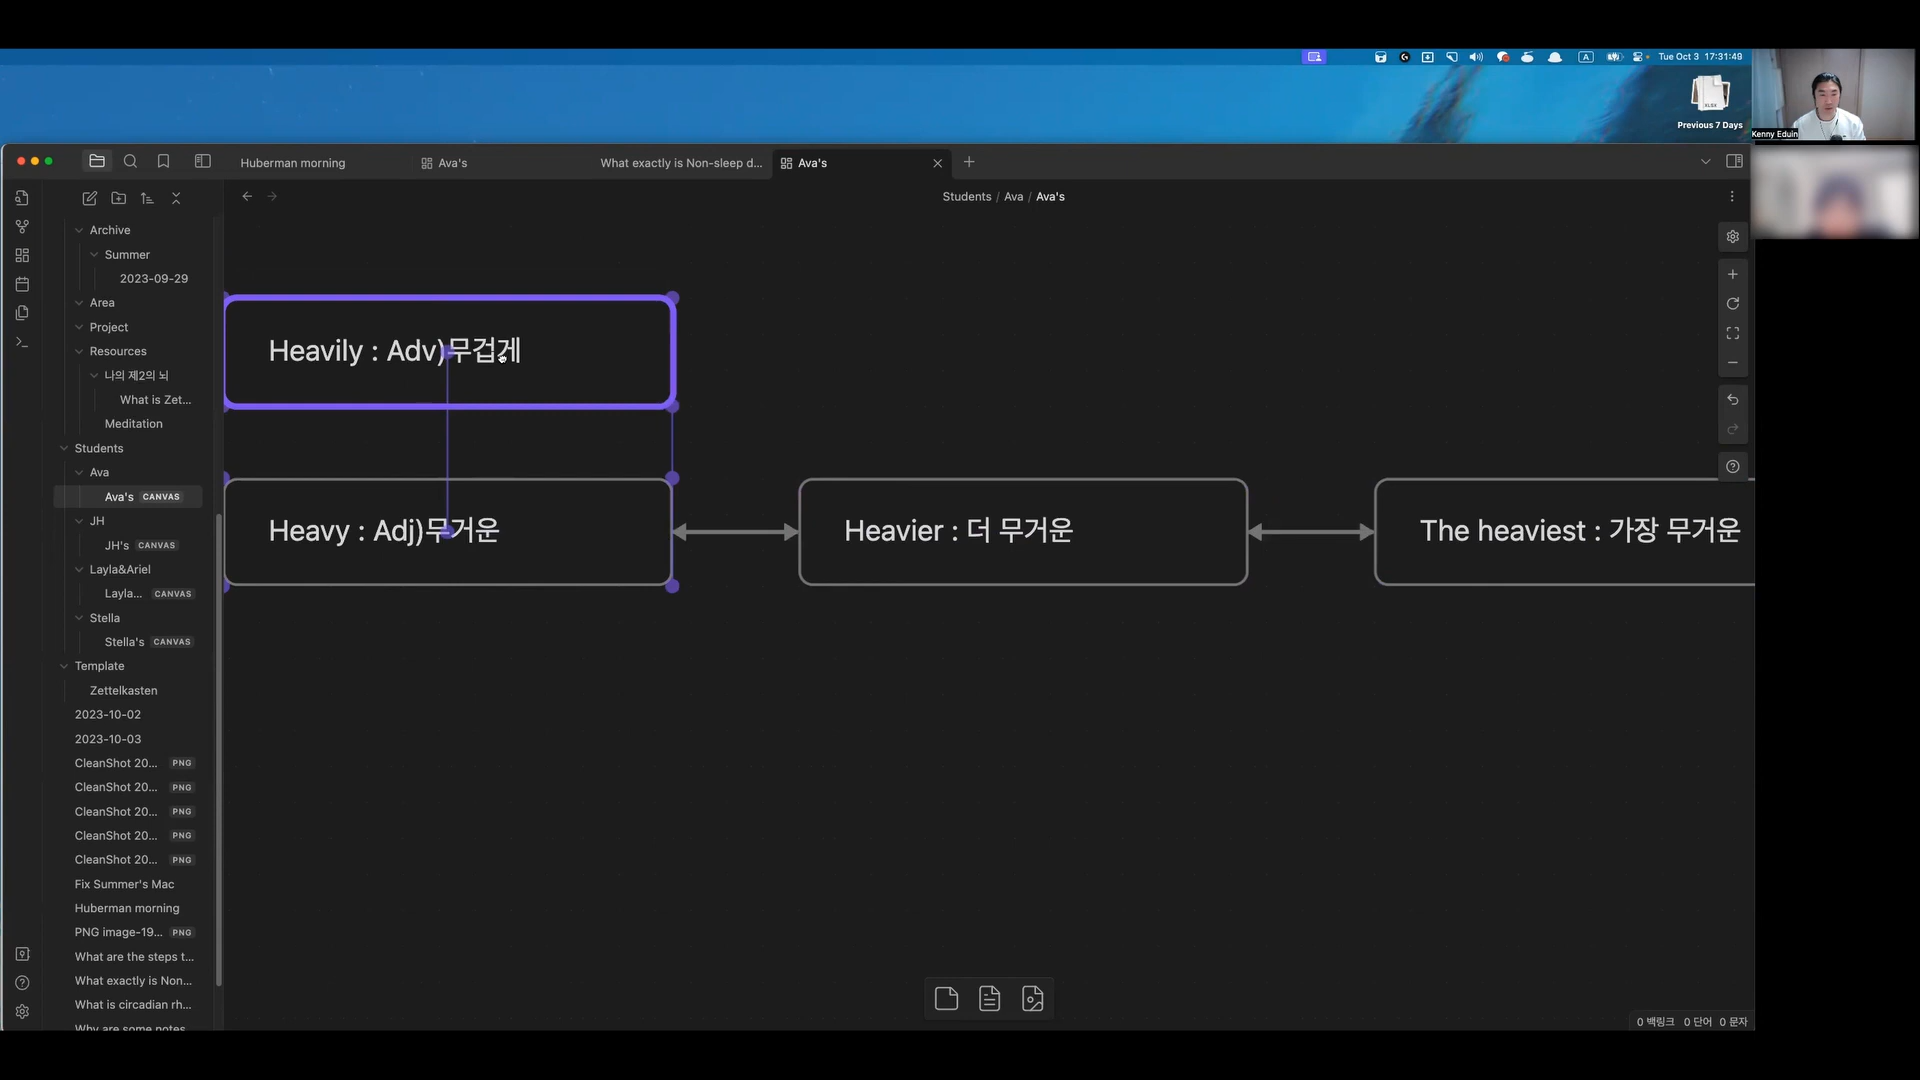 Tue Oct 3 17:31:49
XLSX
Previous 7 Days
Kenny Eduin
Huberman morning
Ava's
What exactly is Non-sleep d...
Ava's
Students / Ava / Ava's
Archive
Summer
2023-09-29
Area
Project
Resources
나의 제2의 뇌
What is Zet...
Meditation
Students
Ava
Ava's CANVAS
JH
JH's CANVAS
Layla&Ariel
Layla... CANVAS
Stella
Stella's CANVAS
Template
Zettelkasten
2023-10-02
2023-10-03
CleanShot 20... PNG
CleanShot 20... PNG
CleanShot 20... PNG
CleanShot 20... PNG
CleanShot 20... PNG
Fix Summer's Mac
Huberman morning
PNG image-19... PNG
What are the steps t...
What exactly is Non...
What is circadian rh...
Why are some notes
Heavily : Adv)무겁게
Heavy : Adj)무거운
Heavier : 더 무거운
The heaviest : 가장 무거운
0 백링크 0 단어 0 문자